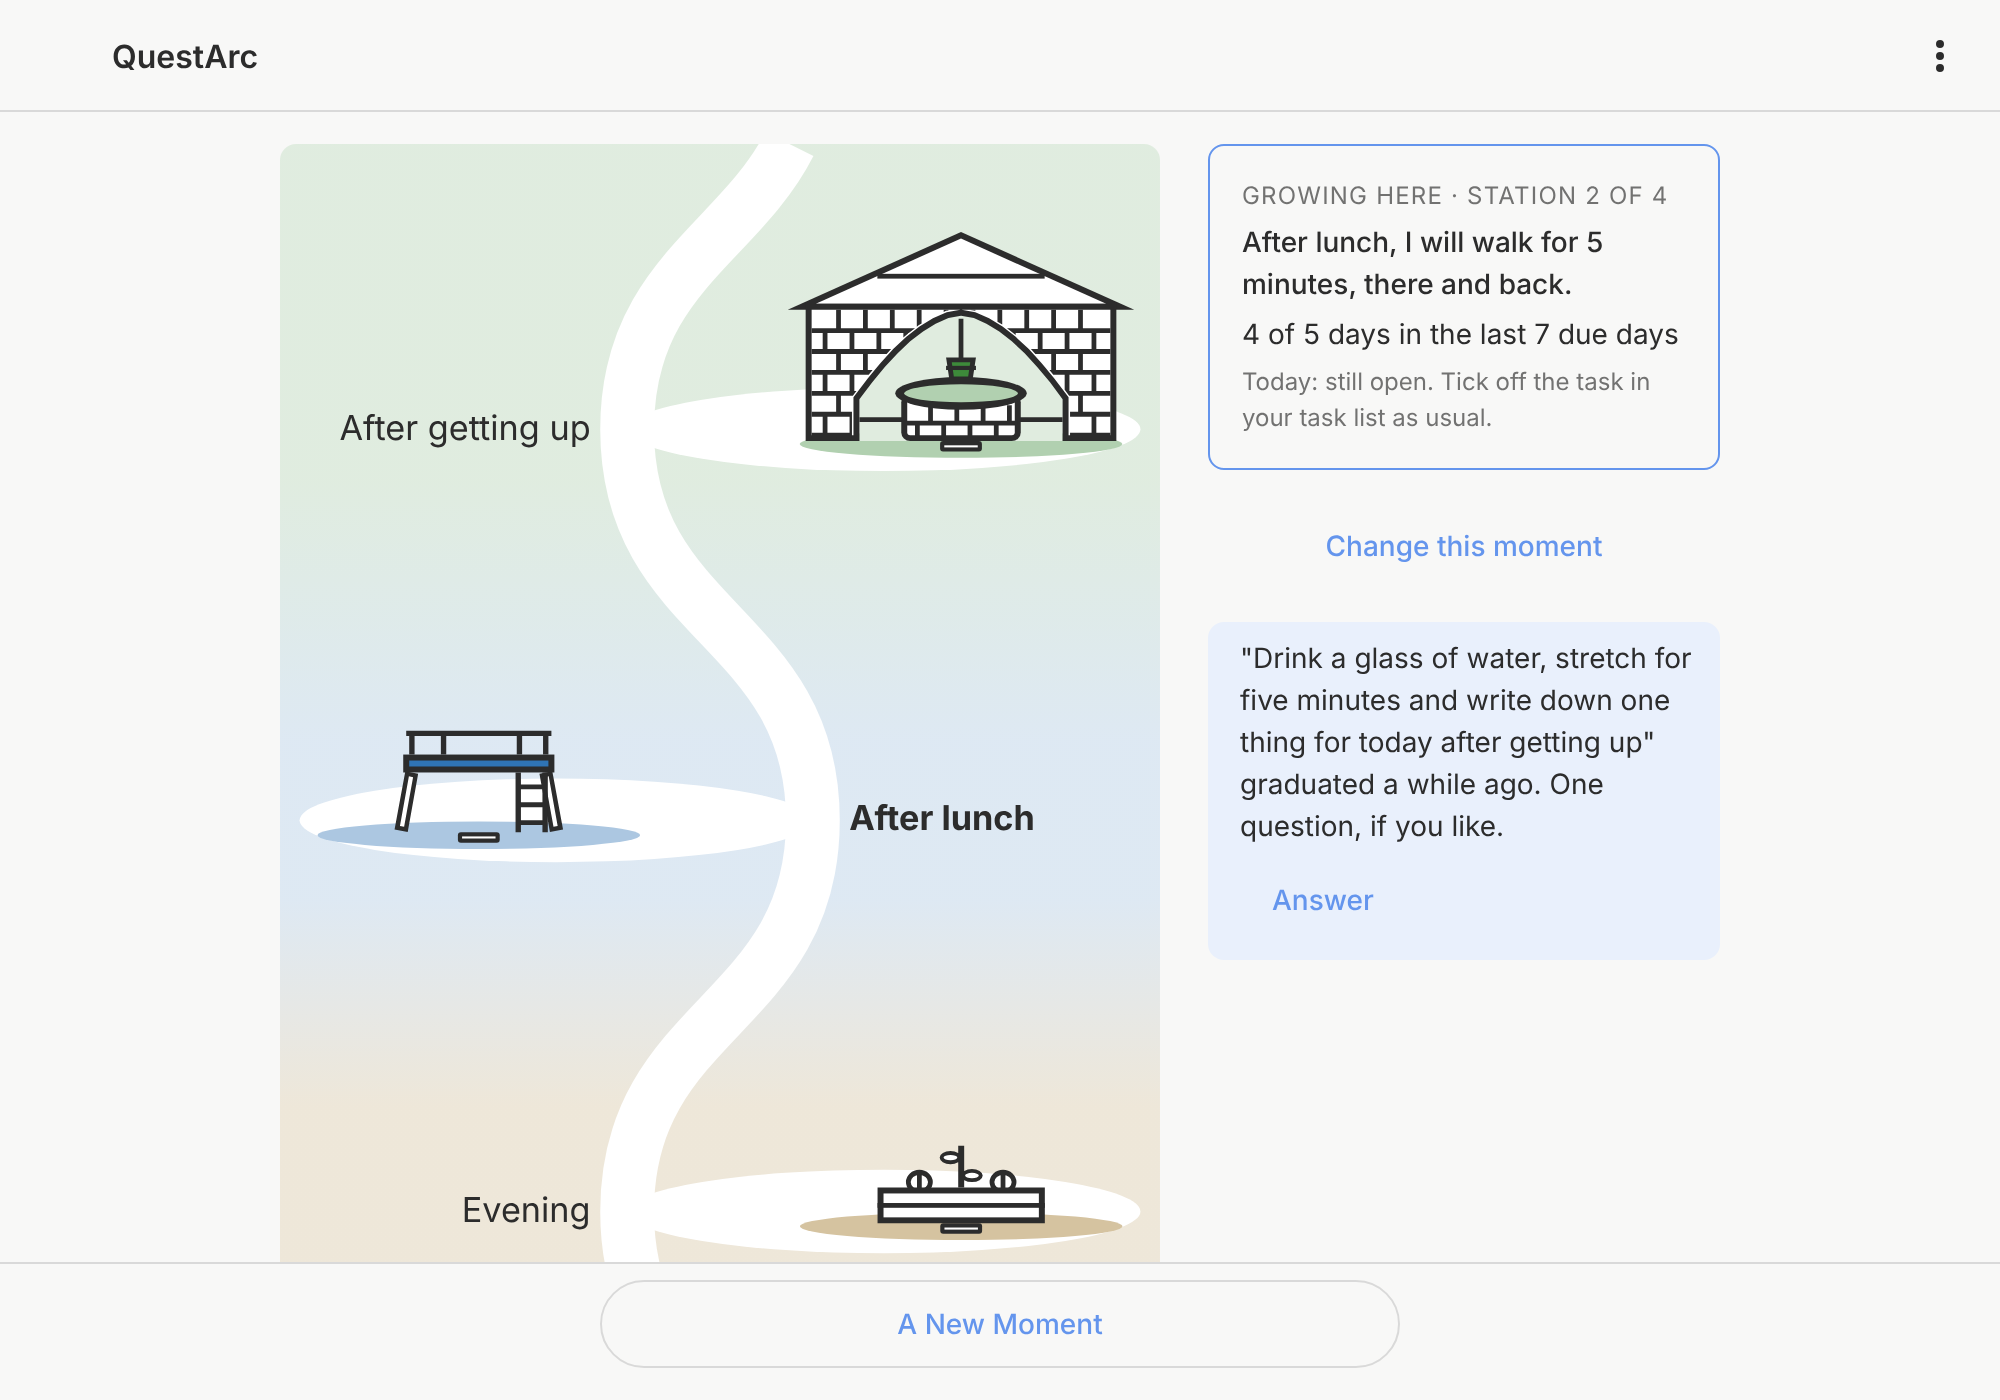 QuestArc
After getting up
After lunch
Evening
GROWING HERE · STATION 2 OF 4
After lunch, I will walk for 5
minutes, there and back.
4 of 5 days in the last 7 due days
Today: still open. Tick off the task in
your task list as usual.
Change this moment
"Drink a glass of water, stretch for
five minutes and write down one
thing for today after getting up"
graduated a while ago. One
question, if you like.
Answer
A New Moment